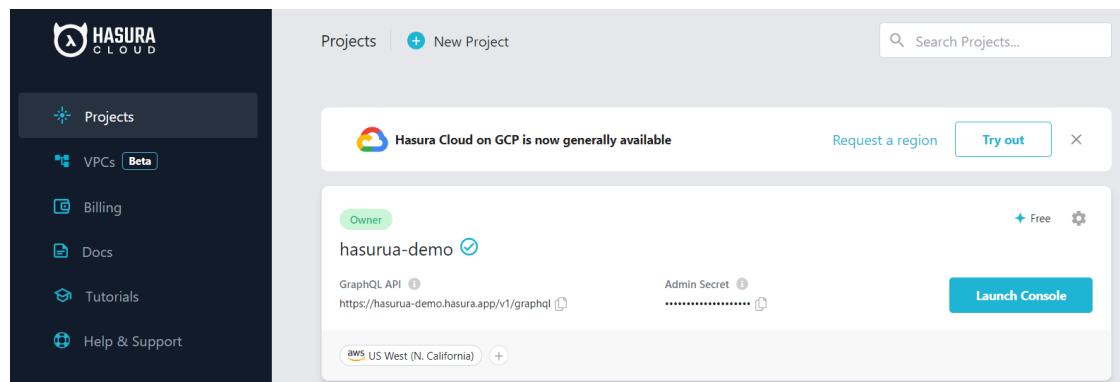 HASURA
CLOUD
Projects
VPCs Beta
Billing
Docs
Tutorials
Help & Support
Projects New Project Search Projects...
Hasura Cloud on GCP is now generally available Request a region Try out
Owner Free
hasurua-demo
GraphQL API Admin Secret
https://hasurua-demo.hasura.app/v1/graphql ••••••••••••••••••••
Launch Console
aws US West (N. California)